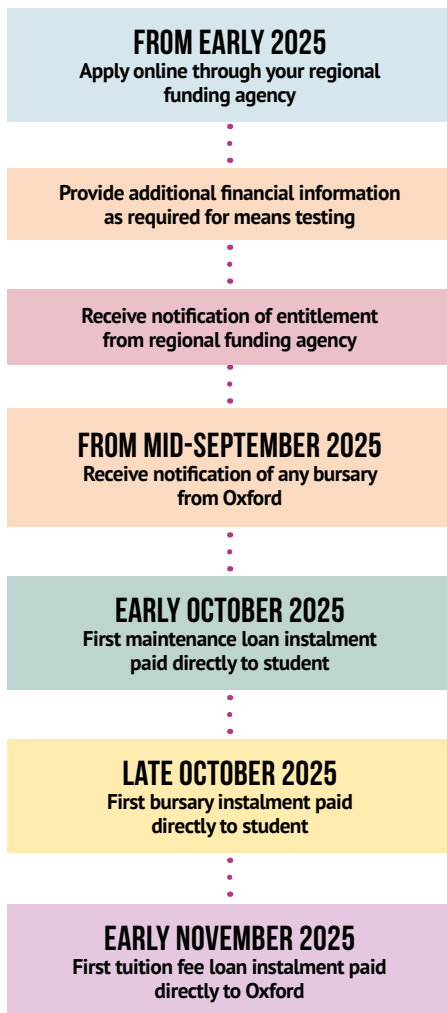 FROM EARLY 2025
Apply online through your regional
funding agency
Provide additional financial information
as required for means testing
Receive notification of entitlement
from regional funding agency
FROM MID-SEPTEMBER 2025
Receive notification of any bursary
from Oxford
EARLY OCTOBER 2025
First maintenance loan instalment
paid directly to student
LATE OCTOBER 2025
First bursary instalment paid
directly to student
EARLY NOVEMBER 2025
First tuition fee loan instalment paid
directly to Oxford